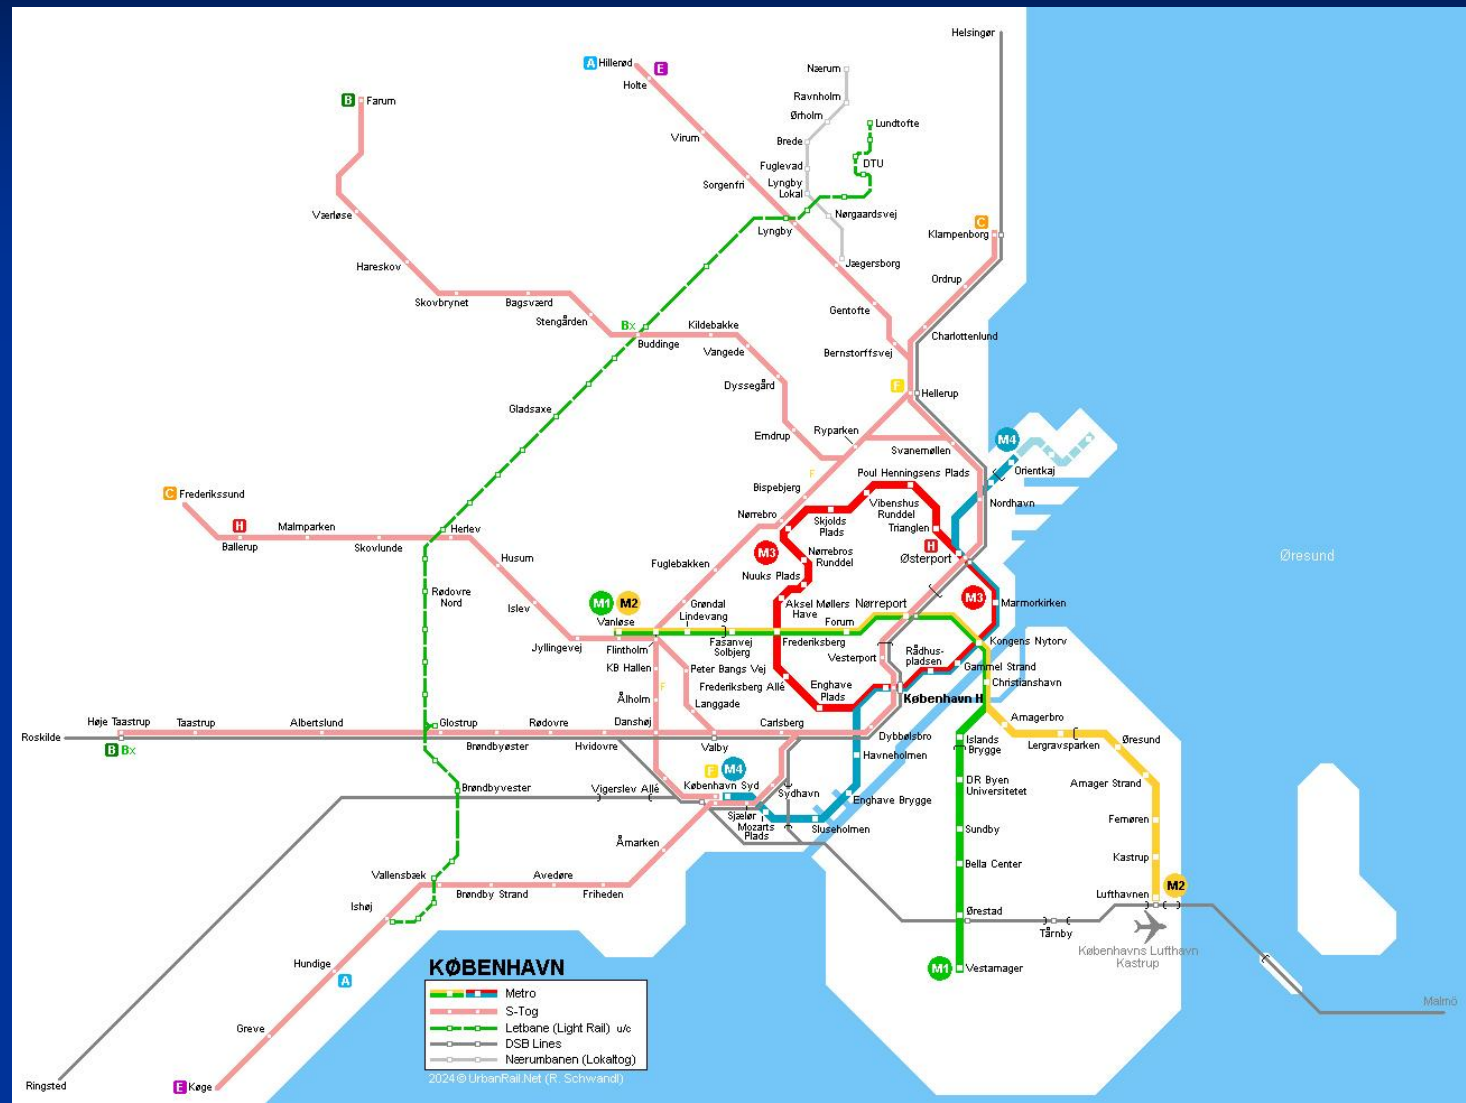 Helsingør
A Hillerød E
Holte
Nærum
Ravnholm
Ørholm
Lundtofte
B Farum
Virum
Brede
Fuglevad
DTU
Lyngby
Lokal
Sorgenfri
Nørgaardsvej
Værløse
Lyngby
C
Klampenborg
Hareskov
Jægersborg
Ordrup
Skovbrynet
Bagsværd
Stengården
Gentofte
Bx
Kildebakke
Buddinge
Vangede
Charlottenlund
Bernstorffsvej
Dyssegård
F
Hellerup
Gladsaxe
Emdrup
Ryparken
M4
Svanemøllen
Orientkaj
F
Poul Henningsens Plads
C Frederikssund
Bispebjerg
Vibenshus
Runddel
Nordhavn
Nørrebro
Skjolds
Plads
Trianglen
H
Malmparken
Herlev
Ballerup
Skovlunde
H
Østerport
Øresund
Husum
M3
Nørrebros
Runddel
Fuglebakken
Nuuks Plads
Rødovre
Nord
Islev
M1 M2
Vanløse
Grøndal
Lindevang
Aksel Møllers
Have
Nørreport
M3
Marmorkirken
Forum
Jyllingevej
Flintholm
Fasanvej
Solbjerg
Frederiksberg
Kongens Nytorv
Vesterport
Rådhus-
pladsen
KB Hallen
Peter Bangs Vej
Gammel Strand
F
Frederiksberg Allé
Enghave
Plads
Christianshavn
Ålholm
Langgade
København H
Høje Taastrup
Taastrup
Albertslund
Glostrup
Rødovre
Danshøj
Carlsberg
Amagerbro
Roskilde
Dybbølsbro
Islands
Brygge
Lergravsparken
Øresund
B Bx
Brøndbyøster
Hvidovre
Valby
Havneholmen
F M4
DR Byen
Universitetet
Amager Strand
Brøndbyvester
Vigerslev Allé
København Syd
Sydhavn
Enghave Brygge
Sjælør
Mozarts
Plads
Sluseholmen
Sundby
Femøren
Åmarken
Bella Center
Kastrup
Vallensbæk
Avedøre
Brøndby Strand
Friheden
Lufthavnen
M2
Ishøj
Ørestad
Tårnby
Københavns Lufthavn
Kastrup
Hundige
A
M1
Vestamager
Malmö
Greve
Ringsted
E Køge
KØBENHAVN
Metro
S-Tog
Letbane (Light Rail) u/c
DSB Lines
Nærumbanen (Lokaltog)
2024 © UrbanRail.Net (R. Schwandl)